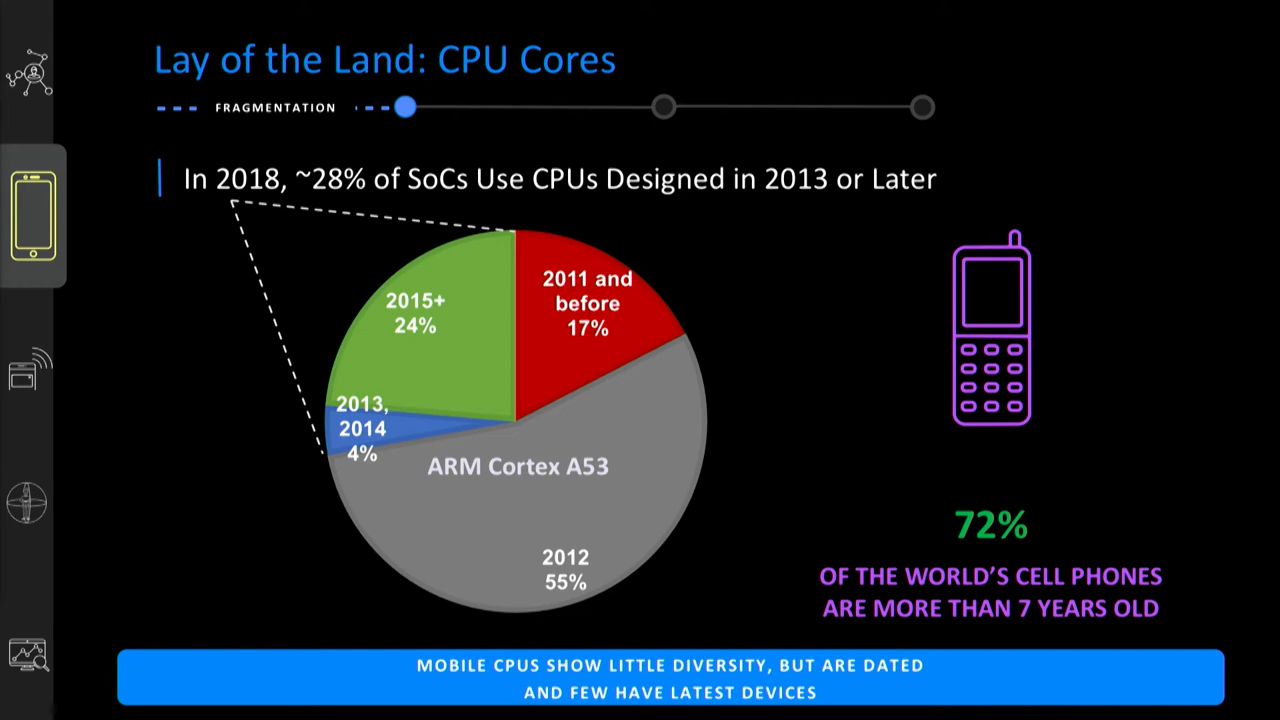 Lay of the Land: CPU Cores
FRAGMENTATION
In 2018, ~28% of SoCs Use CPUs Designed in 2013 or Later
2011 and
before
17%
2015+
24%
2013,
2014
4%
ARM Cortex A53
2012
55%
72%
OF THE WORLD’S CELL PHONES
ARE MORE THAN 7 YEARS OLD
MOBILE CPUS SHOW LITTLE DIVERSITY, BUT ARE DATED
AND FEW HAVE LATEST DEVICES